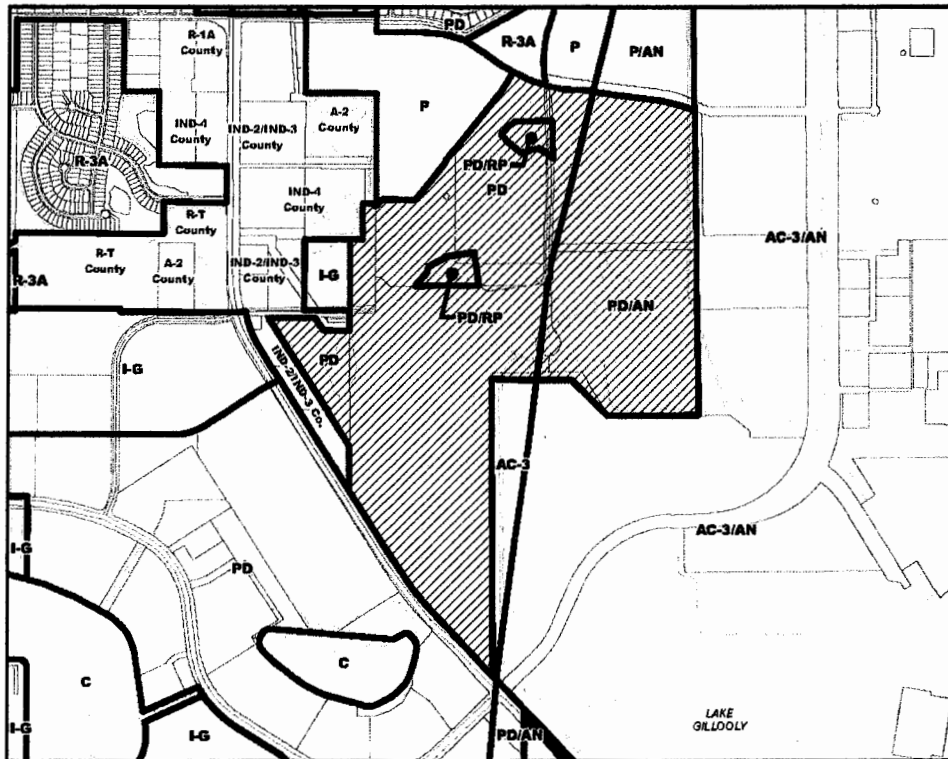 PD
R-1A
County
R-3A
P
P/AN
P
A-2
County
IND-4
County
IND-2/IND-3
County
PD/RP
PD
R-3A
IND-4
County
R-T
County
AC-3/AN
R-T
County
A-2
County
IND-2/IND-3
County
I-G
R-3A
PD/RP
PD/AN
PD
I-G
IND-2/IND-3 Co.
AC-3
AC-3/AN
I-G
PD
C
C
LAKE
GILLOOLY
I-G
I-G
PD/AN